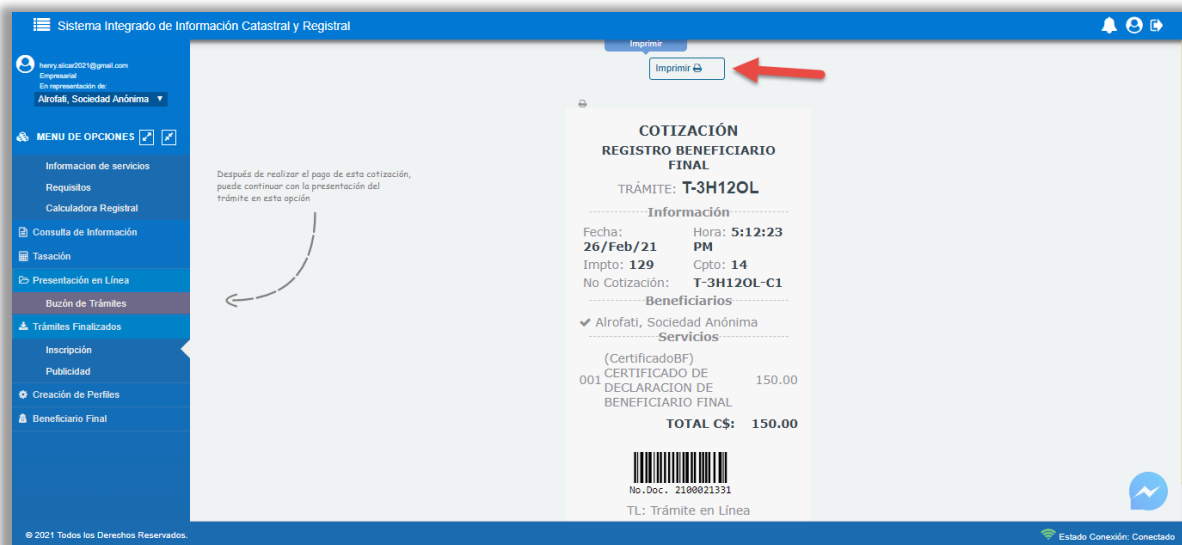 Sistema Integrado de Información Catastral y Registral
henry.slicar2021@gmail.com
Empresarial
En representación de:
Alrofati, Sociedad Anónima ▼
MENU DE OPCIONES
Informacion de servicios
Requisitos
Calculadora Registral
Consulta de Información
Tasación
Presentación en Línea
Buzón de Trámites
Trámites Finalizados
Inscripción
Publicidad
Creación de Perfiles
Beneficiario Final
Después de realizar el pago de esta cotización,
puede continuar con la presentación del
trámite en esta opción
Imprimir
Imprimir
COTIZACIÓN
REGISTRO BENEFICIARIO
FINAL
TRÁMITE: T-3H12OL
Información
Fecha: Hora: 5:12:23
26/Feb/21 PM
Impto: 129 Cpto: 14
No Cotización: T-3H12OL-C1
Beneficiarios
Alrofati, Sociedad Anónima
Servicios
(CertificadoBF)
001 CERTIFICADO DE 150.00
DECLARACION DE
BENEFICIARIO FINAL
TOTAL C$: 150.00
No.Doc. 2100021331
TL: Trámite en Línea
© 2021 Todos los Derechos Reservados.
Estado Conexión: Conectado